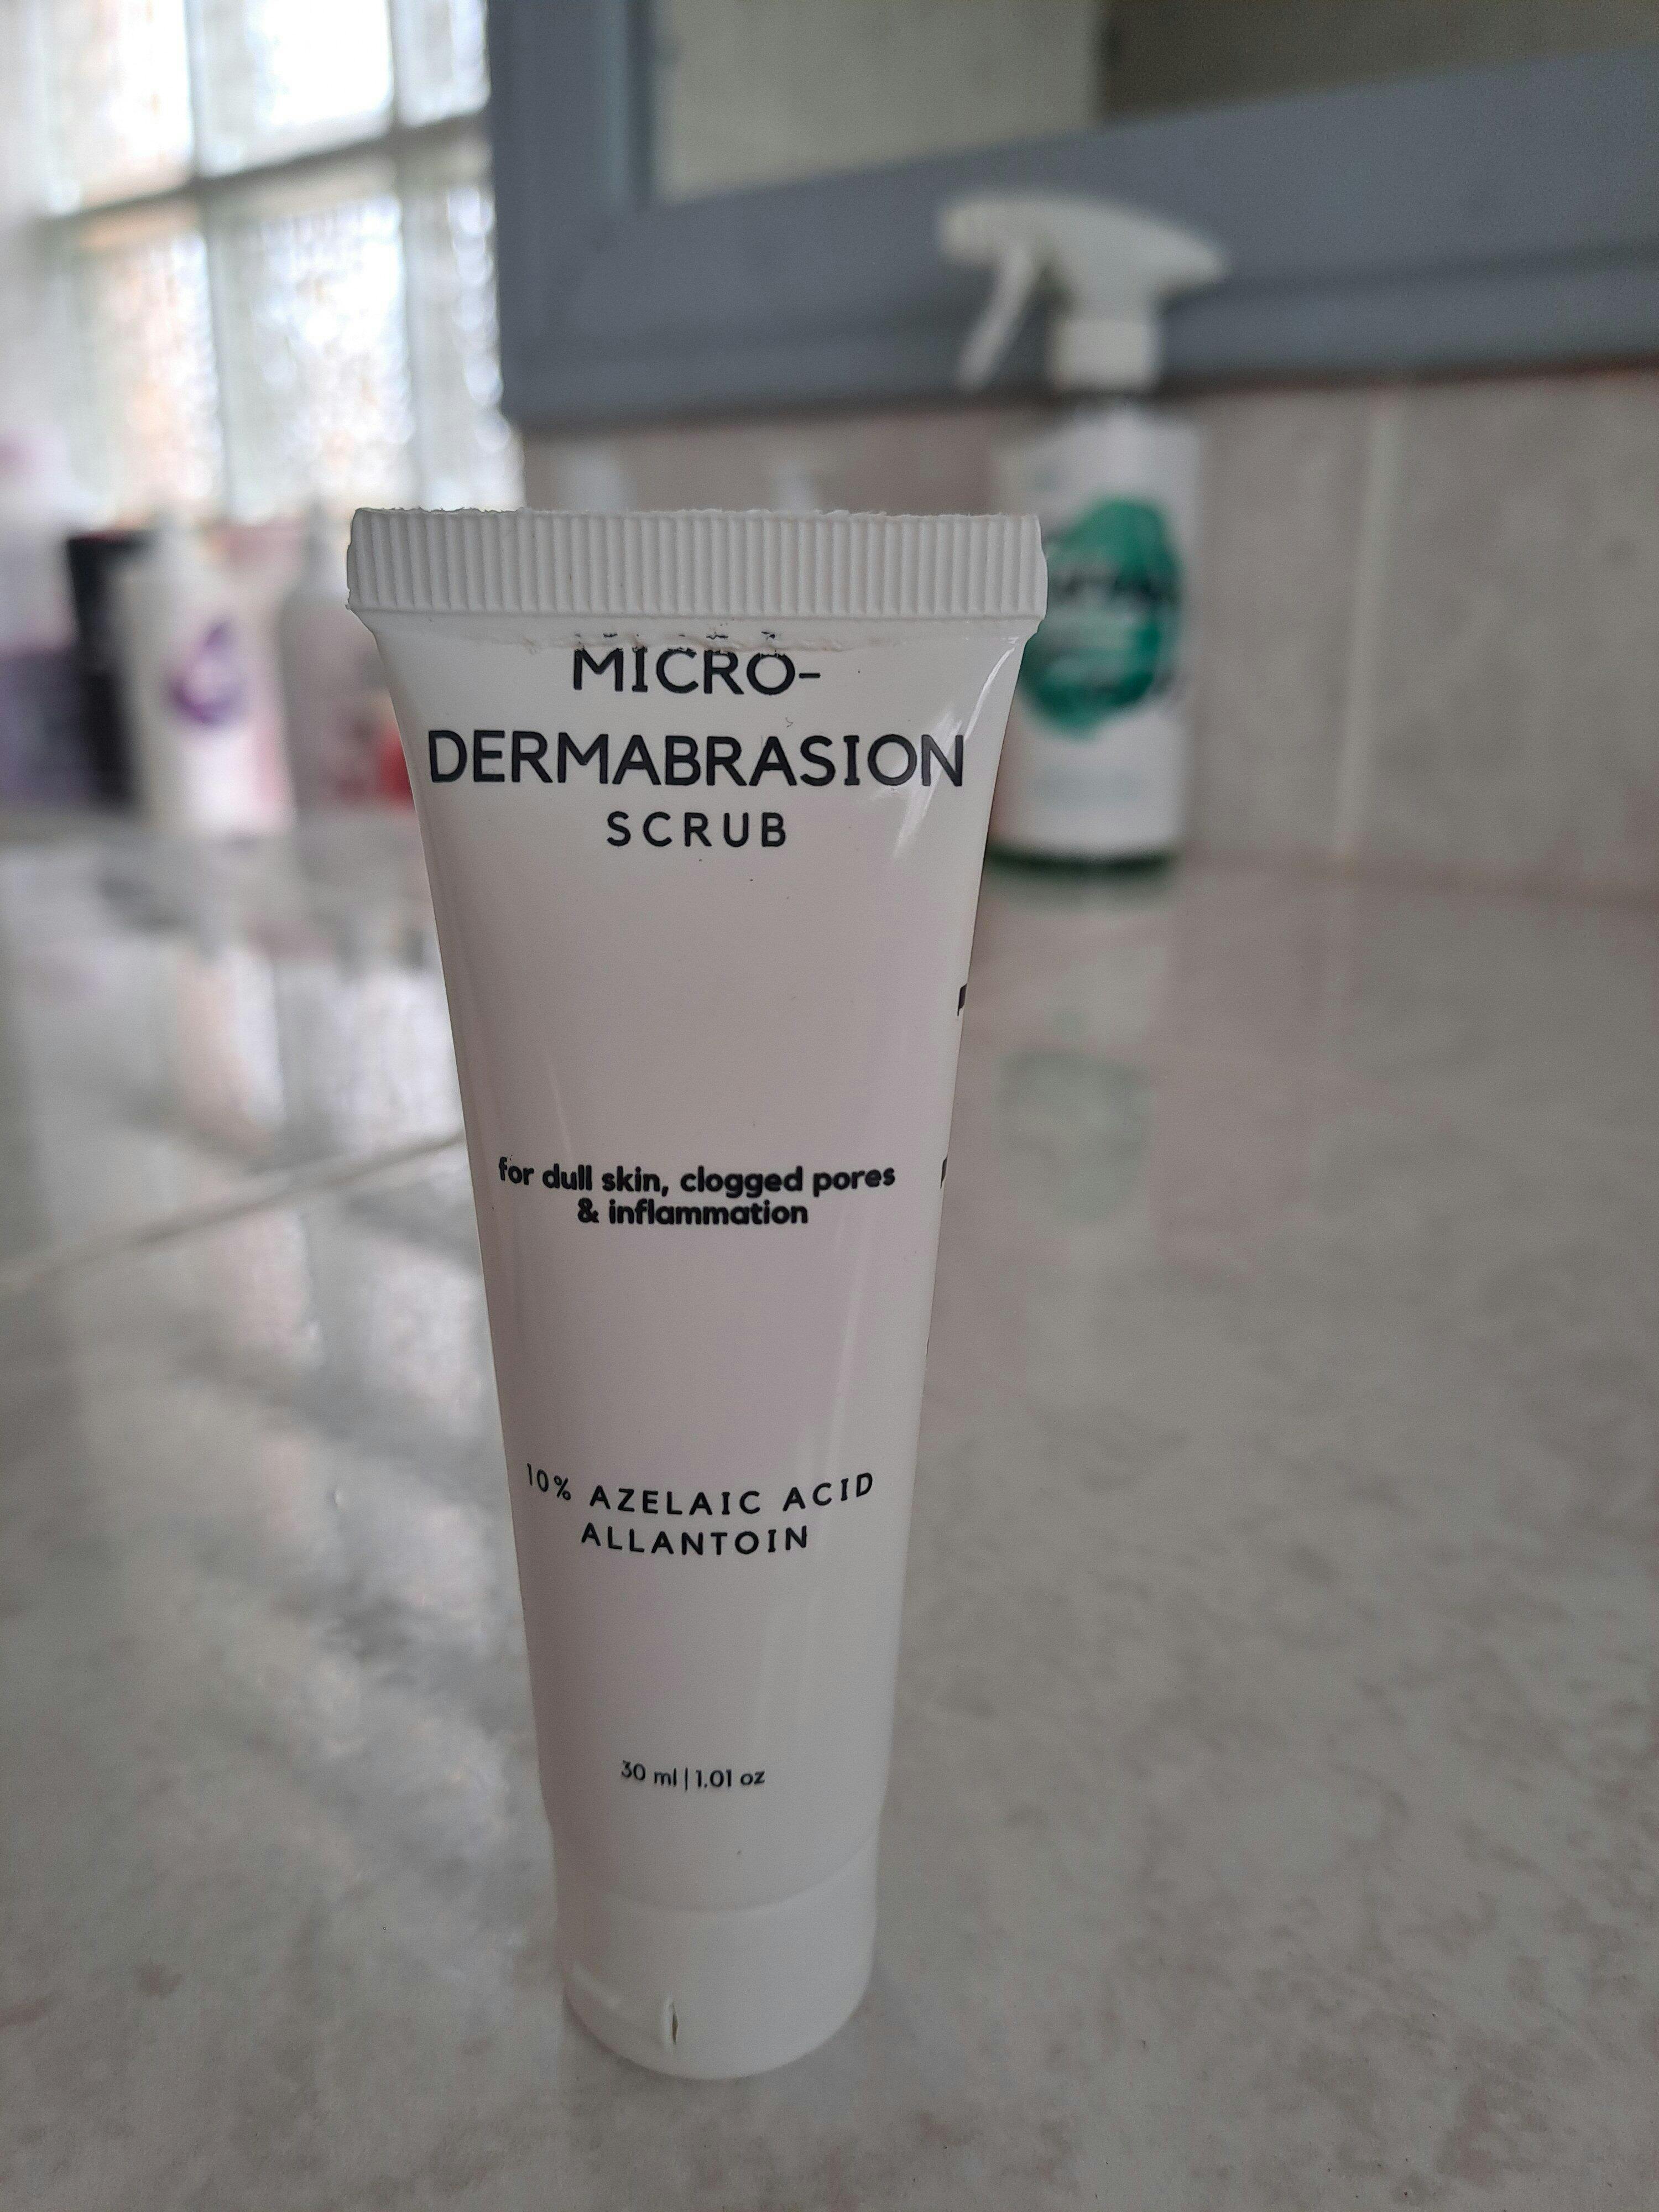 MICRO-
DERMABRASION
SCRUB
for dull skin, clogged pores
& inflammation
10% AZELAIC ACID
ALLANTOIN
30 ml | 1.01 oz